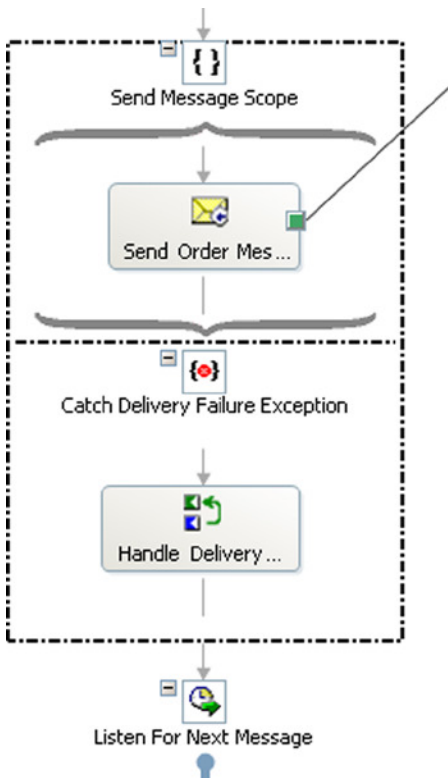 Send Message Scope
Send Order Mes...
Catch Delivery Failure Exception
Handle Delivery...
Listen For Next Message